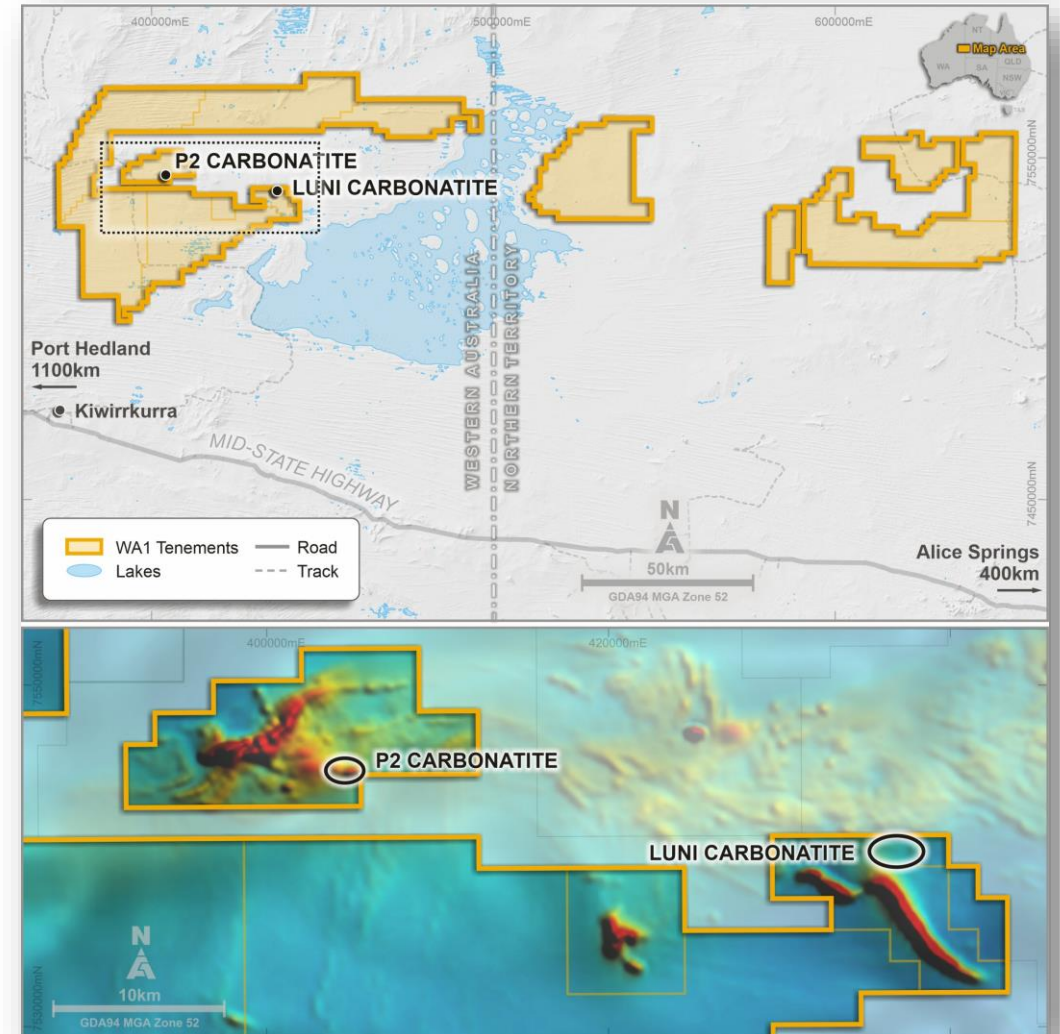 400000mE
500000mE
600000mE
NT
Map Area
WA
SA
QLD
NSW
7550000mN
P2 CARBONATITE
LUNI CARBONATITE
WESTERN AUSTRALIA
NORTHERN TERRITORY
Port Hedland
1100km
Kiwirrkurra
MID-STATE HIGHWAY
7450000mN
WA1 Tenements
Road
Lakes
Track
N
50km
GDA94 MGA Zone 52
Alice Springs
400km
400000mE
420000mE
7550000mN
P2 CARBONATITE
LUNI CARBONATITE
N
10km
GDA94 MGA Zone 52
7530000mN